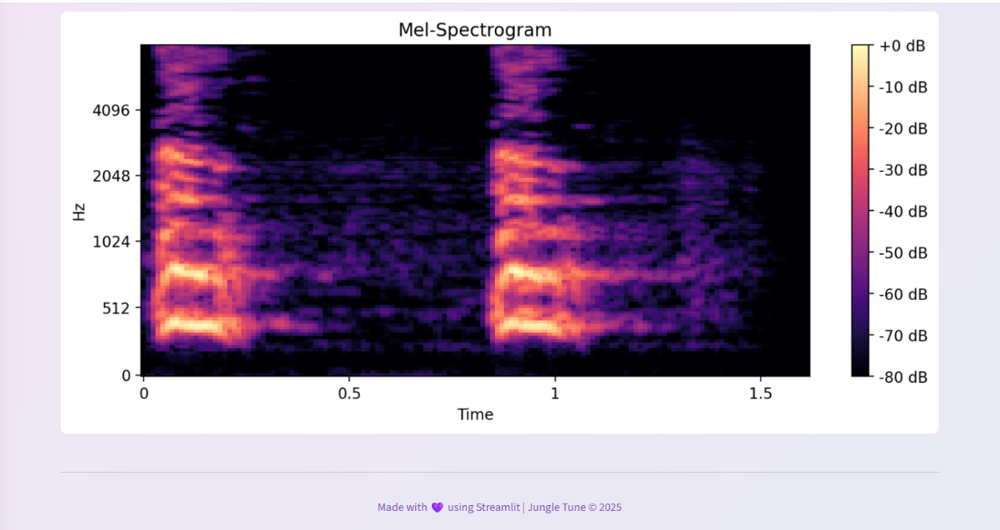 Mel-Spectrogram
+0 dB
-10 dB
-20 dB
-30 dB
-40 dB
-50 dB
-60 dB
-70 dB
-80 dB
Hz
4096
2048
1024
512
0
0 0.5 1 1.5
Time
Made with 💜 using Streamlit | Jungle Tune © 2025